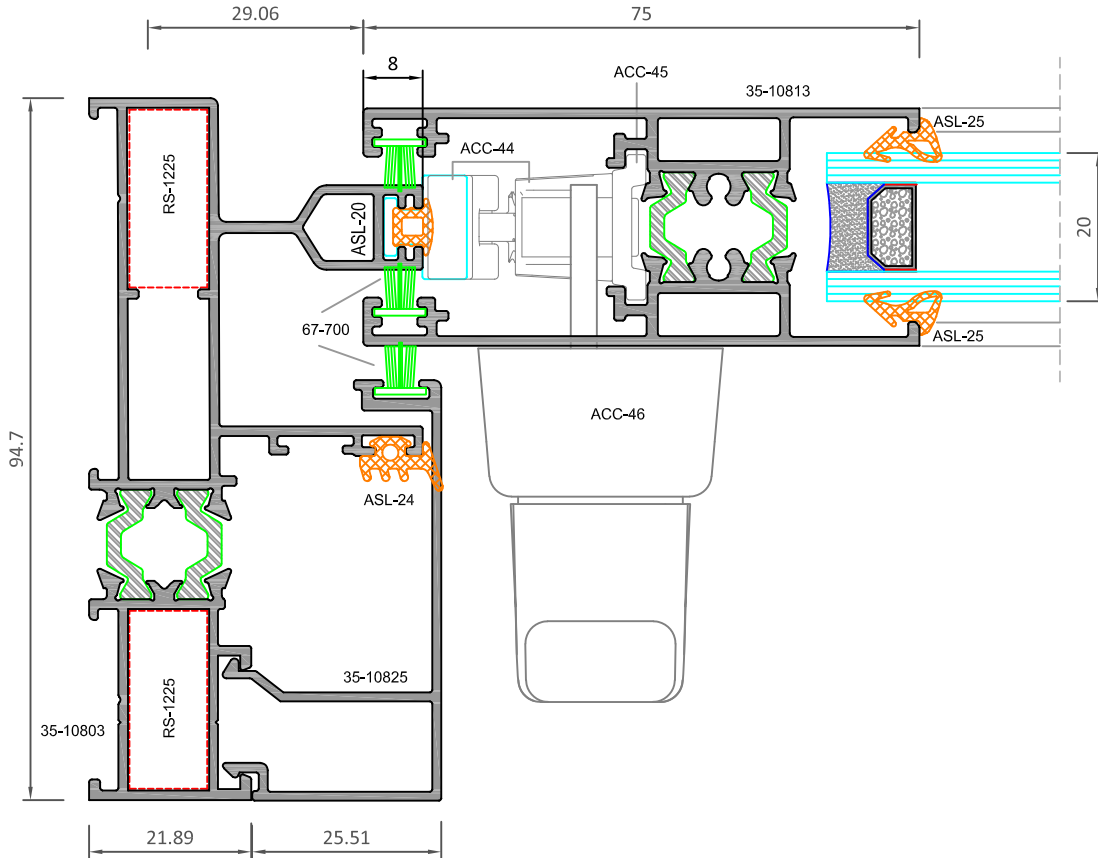 29.06
75
8
ACC-45
35-10813
ACC-44
ASL-25
RS-1225
ASL-20
20
67-700
ASL-25
ACC-46
94.7
ASL-24
35-10825
RS-1225
35-10803
21.89
25.51